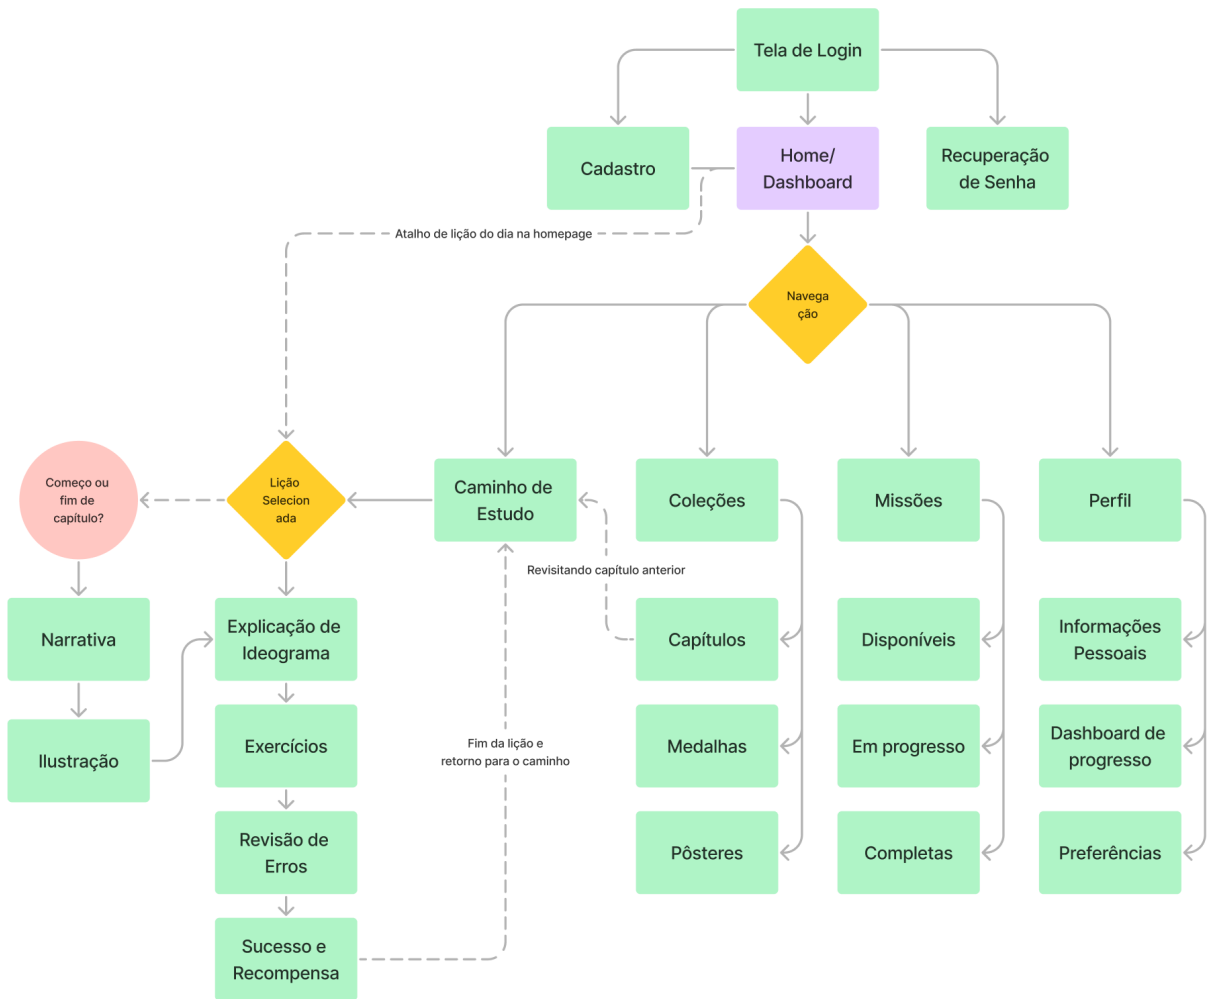 Tela de Login
Cadastro
Home/
Dashboard
Recuperação
de Senha
Atalho de lição do dia na homepage
Navega
ção
Começo ou
fim de
capítulo?
Lição
Selecion
ada
Caminho de
Estudo
Coleções
Missões
Perfil
Revisitando capítulo anterior
Narrativa
Explicação de
Ideograma
Capítulos
Disponíveis
Informações
Pessoais
Ilustração
Exercícios
Fim da lição e
retorno para o caminho
Medalhas
Em progresso
Dashboard de
progresso
Revisão de
Erros
Pôsteres
Completas
Preferências
Sucesso e
Recompensa